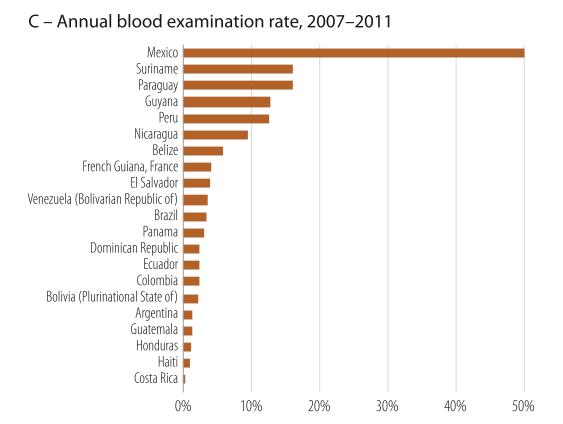 C – Annual blood examination rate, 2007–2011
Mexico
Suriname
Paraguay
Guyana
Peru
Nicaragua
Belize
French Guiana, France
El Salvador
Venezuela (Bolivarian Republic of)
Brazil
Panama
Dominican Republic
Ecuador
Colombia
Bolivia (Plurinational State of)
Argentina
Guatemala
Honduras
Haiti
Costa Rica
0% 10% 20% 30% 40% 50%